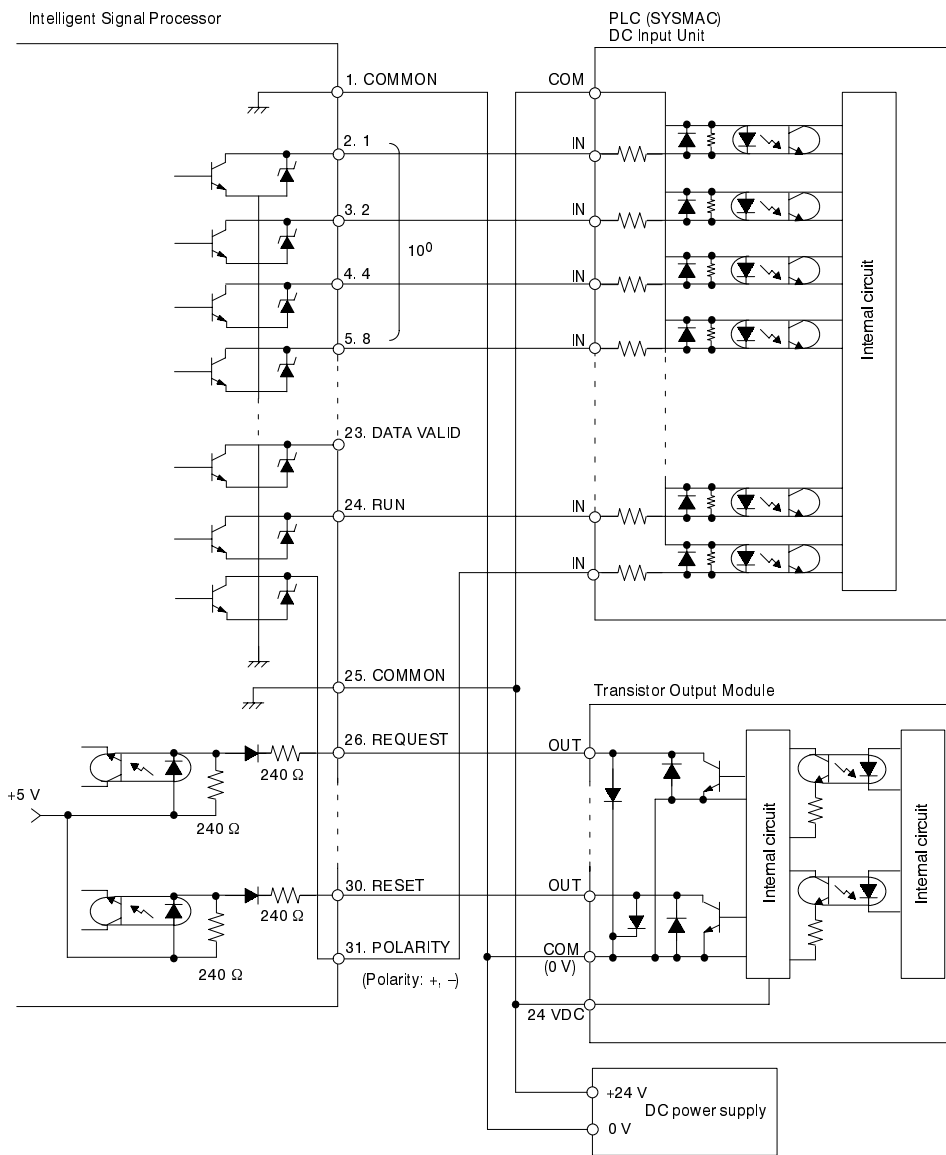 Intelligent Signal Processor
PLC (SYSMAC)
DC Input Unit
1. COMMON
COM
2. 1
IN
3. 2
IN
10⁰
4. 4
IN
5. 8
IN
Internal circuit
23. DATA VALID
24. RUN
IN
IN
25. COMMON
Transistor Output Module
26. REQUEST
OUT
240 Ω
+5 V
240 Ω
Internal circuit
Internal circuit
30. RESET
OUT
240 Ω
31. POLARITY
COM
(0 V)
240 Ω
(Polarity: +, –)
24 VDC
+24 V
DC power supply
0 V